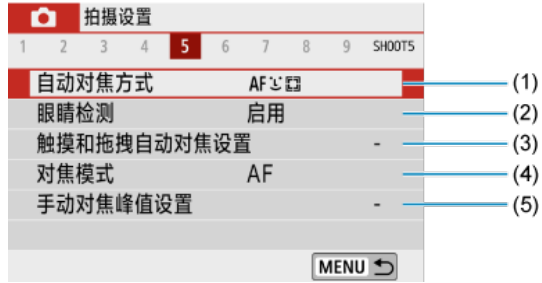 拍摄设置
1 2 3 4 5 6 7 8 9 SHOOT5
自动对焦方式 AF (1)
眼睛检测 启用 (2)
触摸和拖拽自动对焦设置 - (3)
对焦模式 AF (4)
手动对焦峰值设置 - (5)
MENU